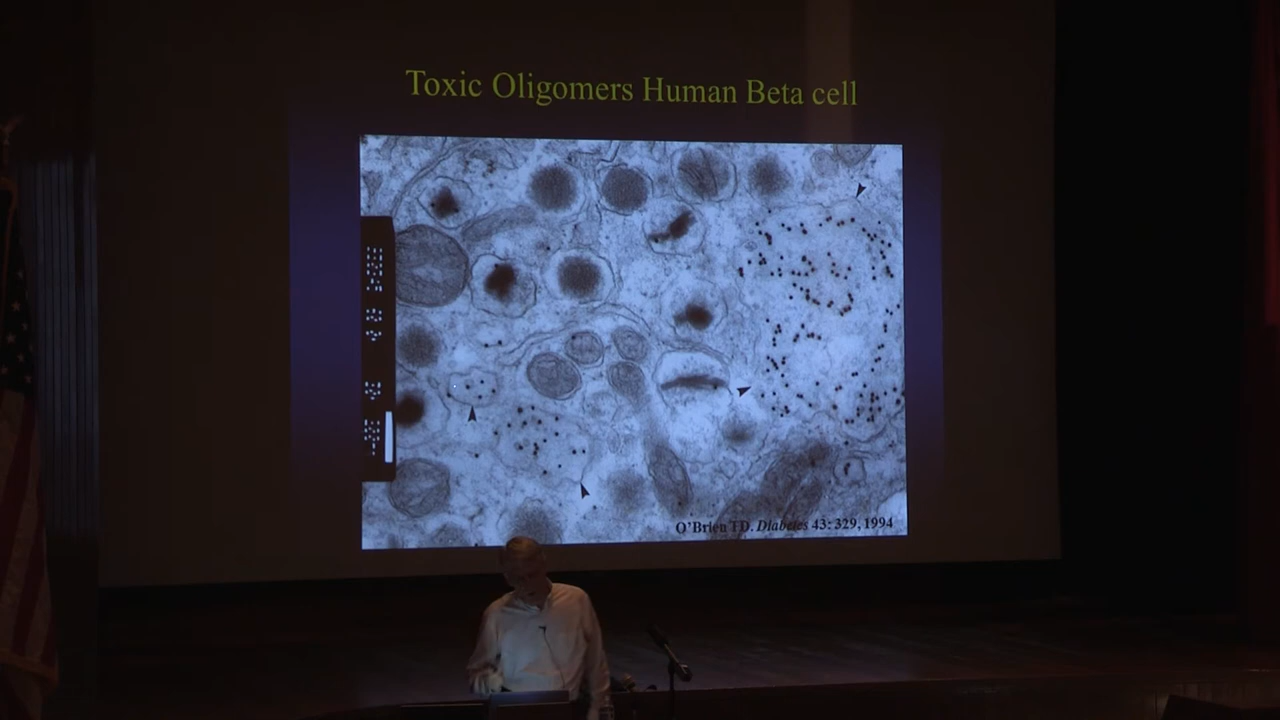 Toxic Oligomers Human Beta cell
O'Brien TD. Diabetes 43: 329, 1994